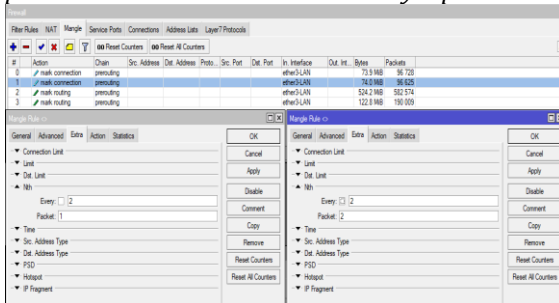 Firewall
Filter Rules NAT Mangle Service Ports Connections Address Lists Layer7 Protocols
00 Reset Counters 00 Reset All Counters
# Action Chain Src. Address Dst. Address Proto... Src. Port Dst. Port In. Interface Out. Int... Bytes Packets
0 mark connection prerouting ether3-LAN 73.9 MiB 96 728
1 mark connection prerouting ether3-LAN 74.0 MiB 96 625
2 mark routing prerouting ether3-LAN 524.2 MiB 582 574
3 mark routing prerouting ether3-LAN 122.8 MiB 190 009
Mangle Rule <>
General Advanced Extra Action Statistics
Connection Limit
Limit
Dst. Limit
Nth
Every: 2
Packet: 1
Time
Src. Address Type
Dst. Address Type
PSD
Hotspot
IP Fragment
OK
Cancel
Apply
Disable
Comment
Copy
Remove
Reset Counters
Reset All Counters
Mangle Rule <>
General Advanced Extra Action Statistics
Connection Limit
Limit
Dst. Limit
Nth
Every: 2
Packet: 2
Time
Src. Address Type
Dst. Address Type
PSD
Hotspot
IP Fragment
OK
Cancel
Apply
Disable
Comment
Copy
Remove
Reset Counters
Reset All Counters